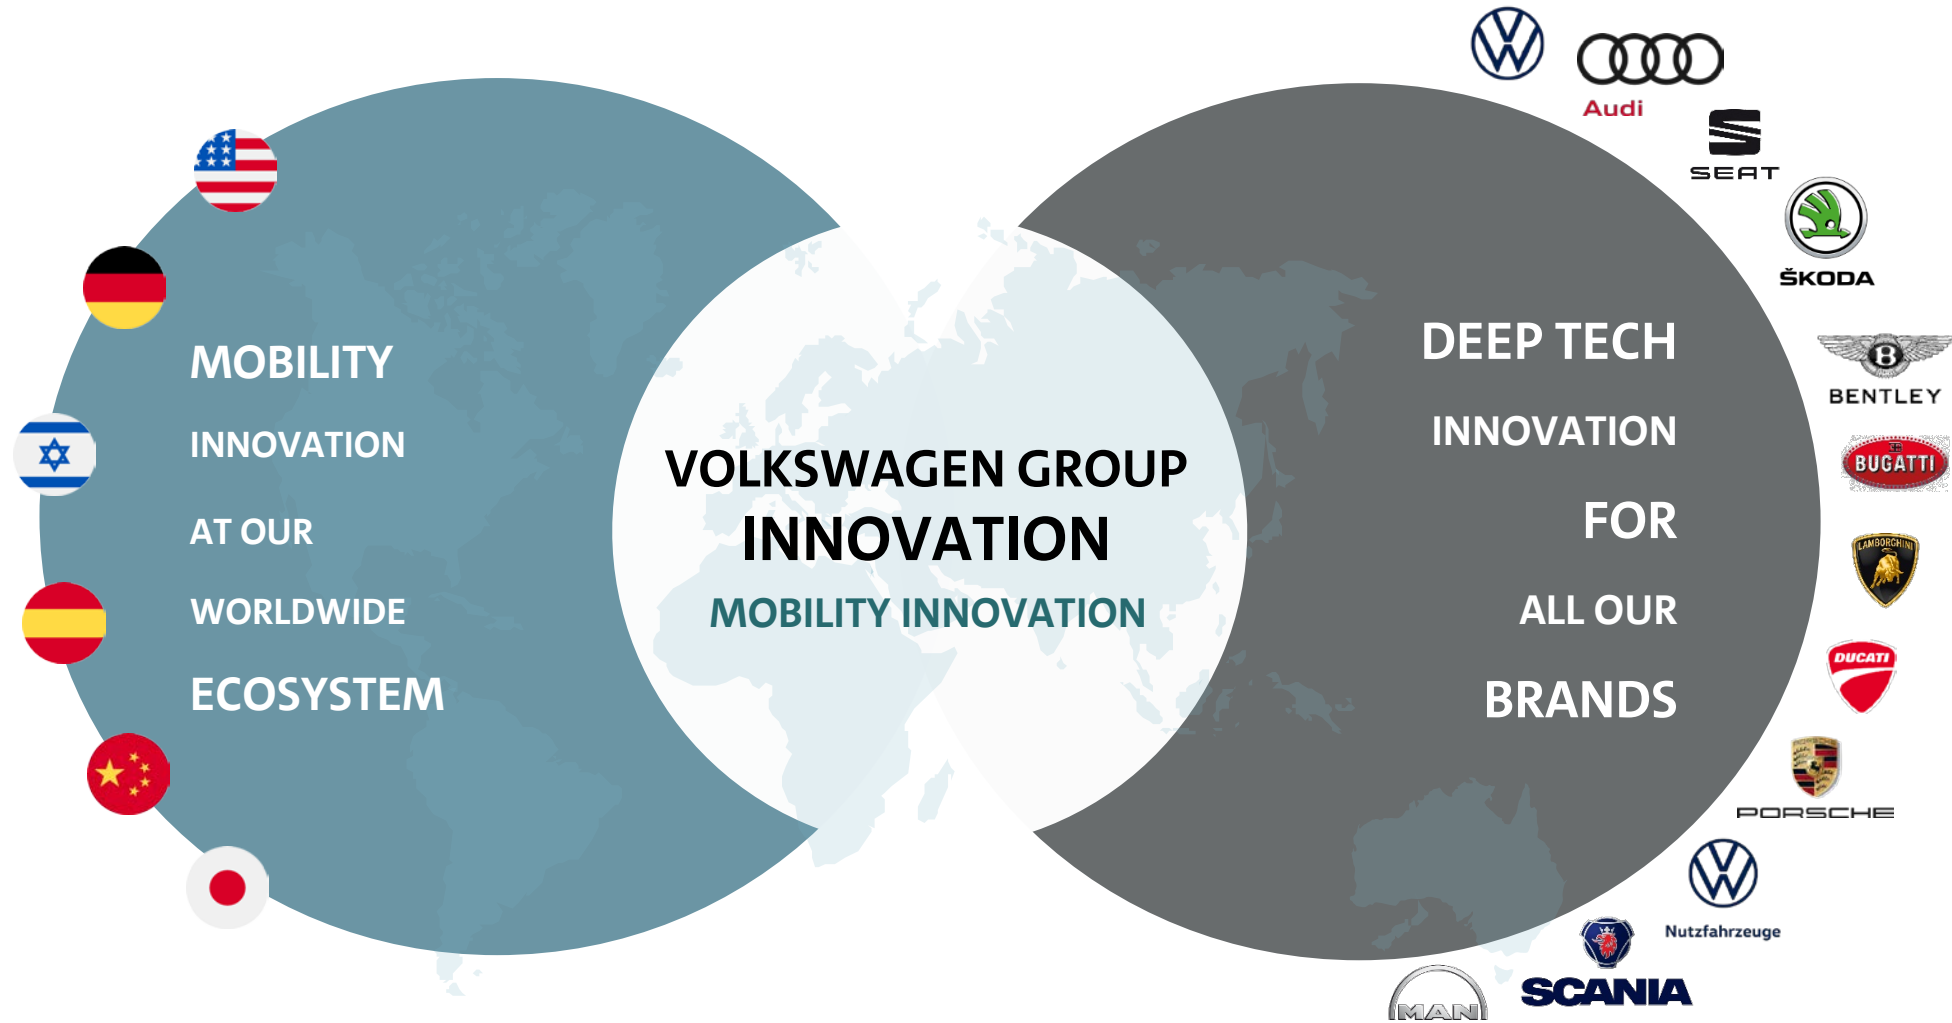 MOBILITY
INNOVATION
AT OUR
WORLDWIDE
ECOSYSTEM
VOLKSWAGEN GROUP
INNOVATION
MOBILITY INNOVATION
DEEP TECH
INNOVATION
FOR
ALL OUR
BRANDS
Audi
SEAT
ŠKODA
B
BENTLEY
BUGATTI
LAMBORGHINI
DUCATI
PORSCHE
Nutzfahrzeuge
SCANIA
MAN